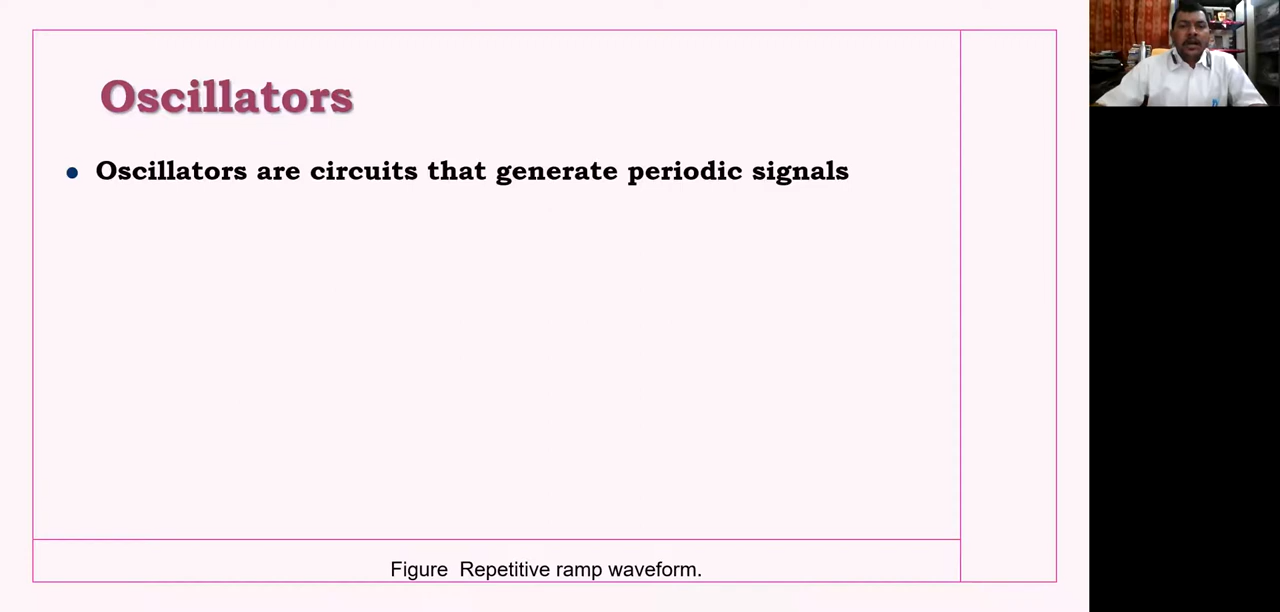 Oscillators
• Oscillators are circuits that generate periodic signals
Figure Repetitive ramp waveform.